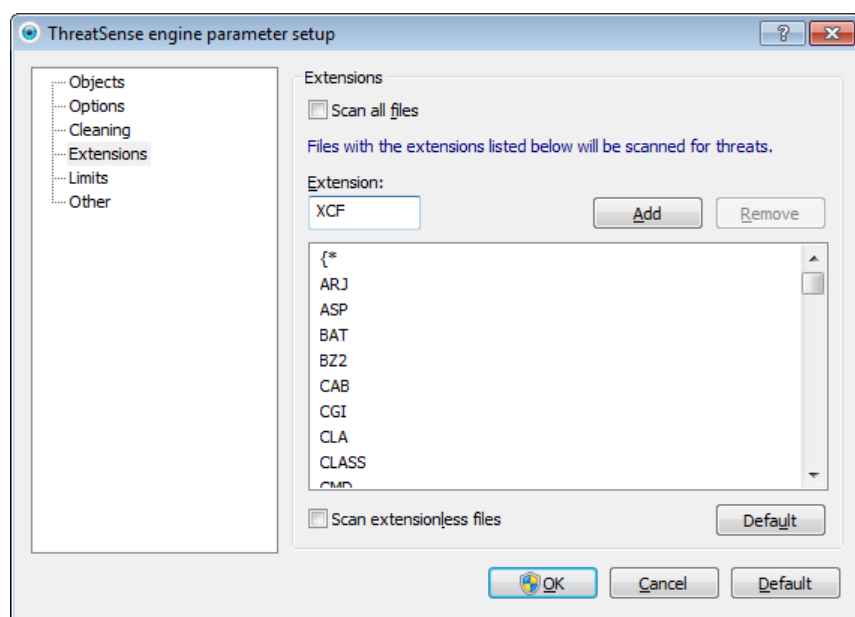 ThreatSense engine parameter setup
Objects
Options
Cleaning
Extensions
Limits
Other
Extensions
Scan all files
Files with the extensions listed below will be scanned for threats.
Extension:
XCF
Add
Remove
{*
ARJ
ASP
BAT
BZ2
CAB
CGI
CLA
CLASS
CMD
Scan extensionless files
Default
OK
Cancel
Default